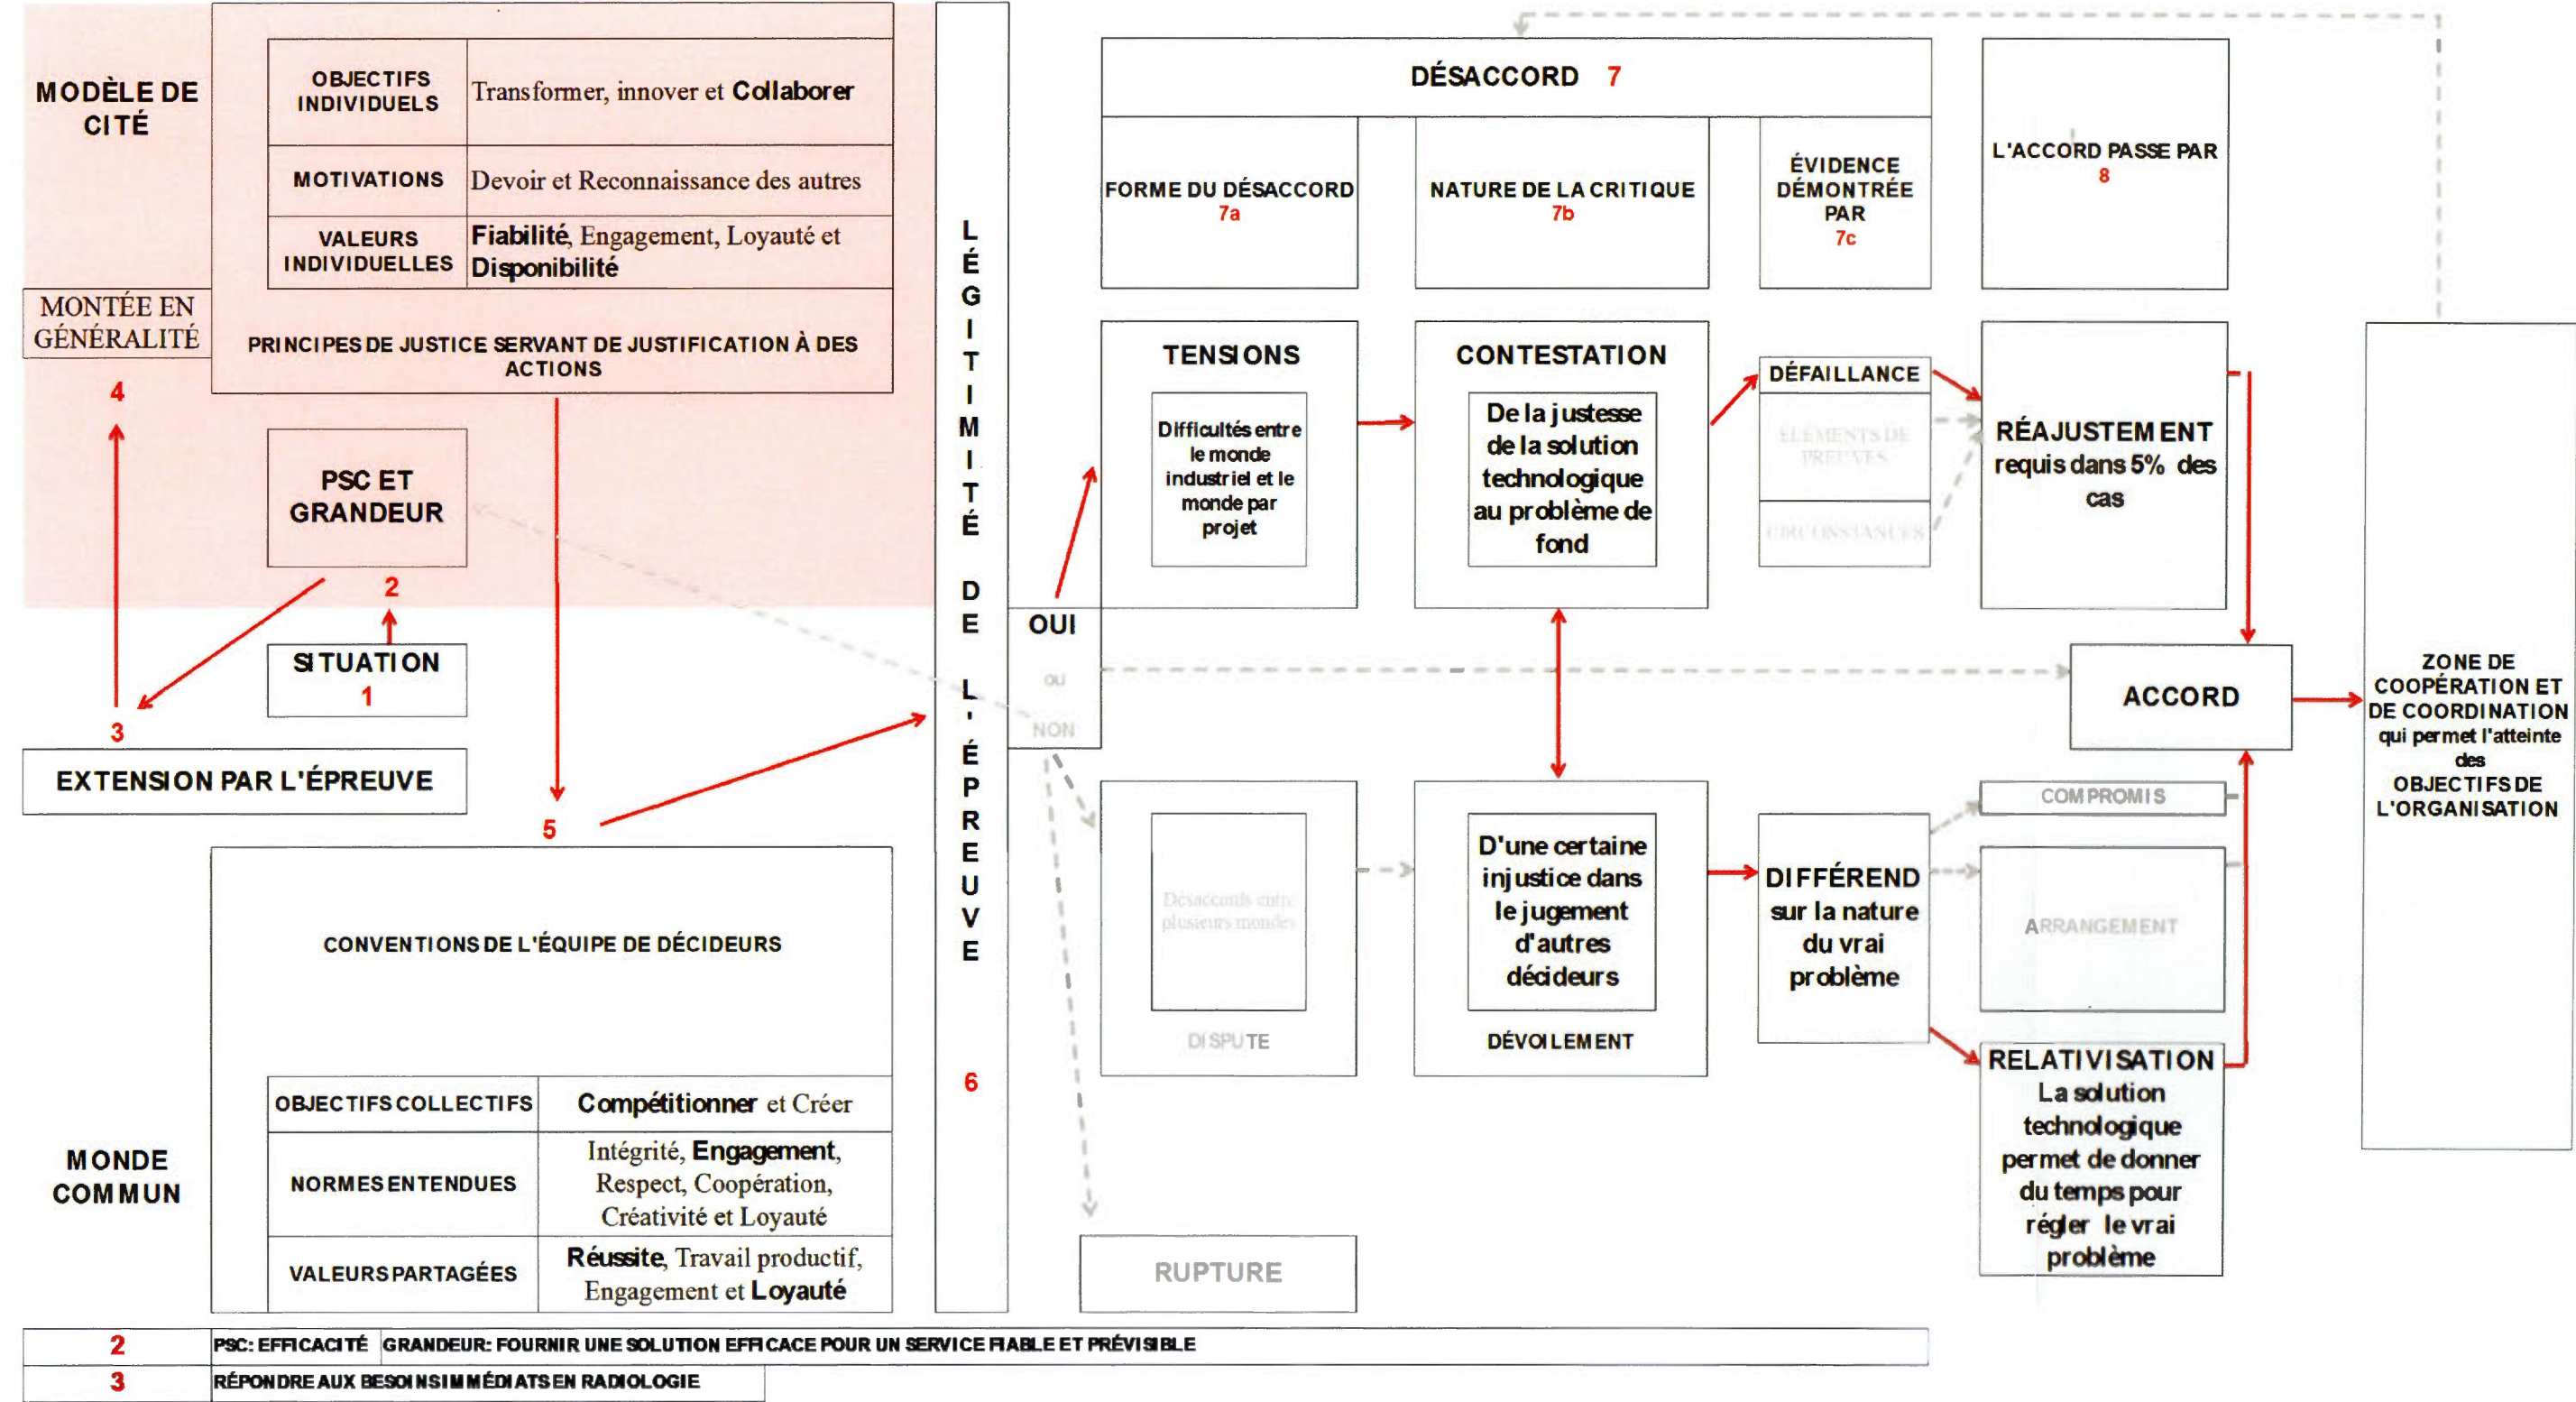 MODÈLE DE
CITÉ
OBJECTIFS
INDIVIDUELS
Transformer, innover et Collaborer
MOTIVATIONS
Devoir et Reconnaissance des autres
VALEURS
INDIVIDUELLES
Fiabilité, Engagement, Loyauté et
Disponibilité
MONTÉE EN
GÉNÉRALITÉ
4
PRINCIPES DE JUSTICE SERVANT DE JUSTIFICATION À DES
ACTIONS
PSC ET
GRANDEUR
2
SITUATION
1
3
EXTENSION PAR L'ÉPREUVE
5
CONVENTIONS DE L'ÉQUIPE DE DÉCIDEURS
MONDE
COMMUN
OBJECTIFS COLLECTIFS
Compétitionner et Créer
NORMES ENTENDUES
Intégrité, Engagement,
Respect, Coopération,
Créativité et Loyauté
VALEURS PARTAGÉES
Réussite, Travail productif,
Engagement et Loyauté
LÉGITIMITÉ DE L'ÉPREUVE
6
OUI
ou
NON
DÉSACCORD 7
FORME DU DÉSACCORD
7a
NATURE DE LA CRITIQUE
7b
ÉVIDENCE
DÉMONTRÉE
PAR
7c
L'ACCORD PASSE PAR
8
TENSIONS
Difficultés entre
le monde
industriel et le
monde par
projet
CONTESTATION
De la justesse
de la solution
technologique
au problème de
fond
DÉFAILLANCE
ÉLÉMENTS DE
PREUVES
CIRCONSTANCES
RÉAJUSTEMENT
requis dans 5% des
cas
ACCORD
ZONE DE
COOPÉRATION ET
DE COORDINATION
qui permet l'atteinte
des
OBJECTIFS DE
L'ORGANISATION
Désaccords entre
plusieurs mondes
DISPUTE
D'une certaine
injustice dans
le jugement
d'autres
décideurs
DÉVOILEMENT
DIFFÉREND
sur la nature
du vrai
problème
COMPROMIS
ARRANGEMENT
RELATIVISATION
La solution
technologique
permet de donner
du temps pour
régler le vrai
problème
RUPTURE
2 PSC: EFFICACITÉ GRANDEUR: FOURNIR UNE SOLUTION EFFICACE POUR UN SERVICE FIABLE ET PRÉVISIBLE
3 RÉPONDRE AUX BESOINS IMMÉDIATS EN RADIOLOGIE